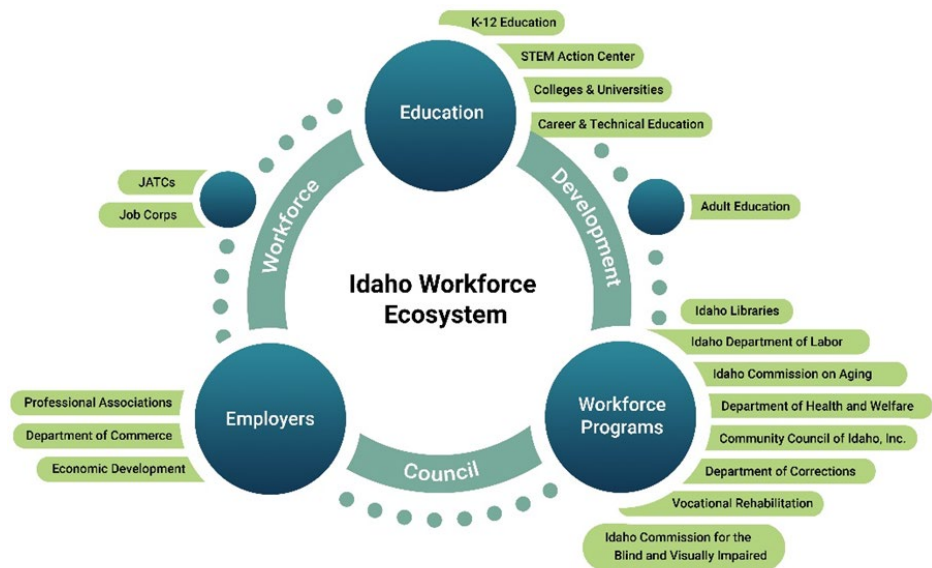 K-12 Education
STEM Action Center
Colleges & Universities
Career & Technical Education
Education
JATCs
Job Corps
Workforce
Development
Adult Education
Idaho Workforce
Ecosystem
Idaho Libraries
Idaho Department of Labor
Idaho Commission on Aging
Department of Health and Welfare
Community Council of Idaho, Inc.
Department of Corrections
Vocational Rehabilitation
Idaho Commission for the
Blind and Visually Impaired
Workforce
Programs
Professional Associations
Department of Commerce
Economic Development
Employers
Council